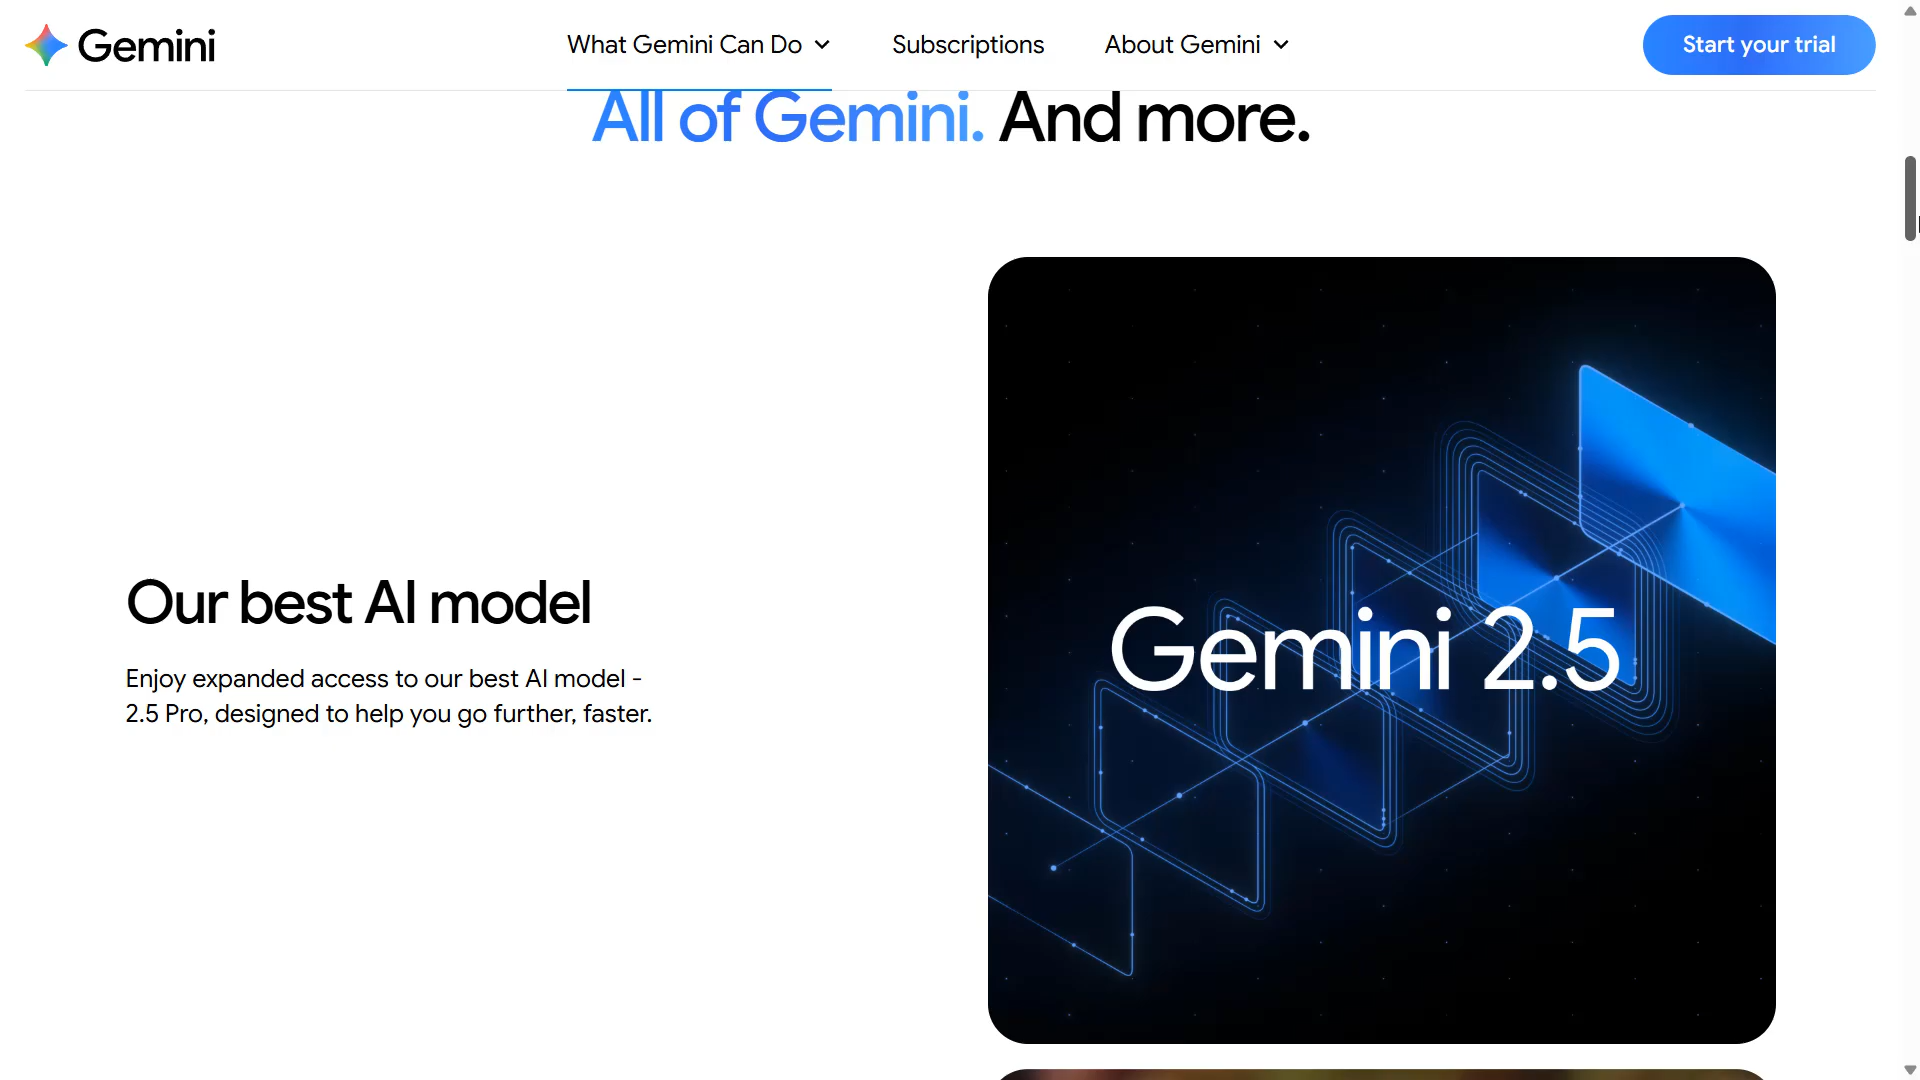 Gemini
What Gemini Can Do
Subscriptions
About Gemini
Start your trial
All of Gemini. And more.
Our best AI model
Enjoy expanded access to our best AI model -
2.5 Pro, designed to help you go further, faster.
Gemini 2.5